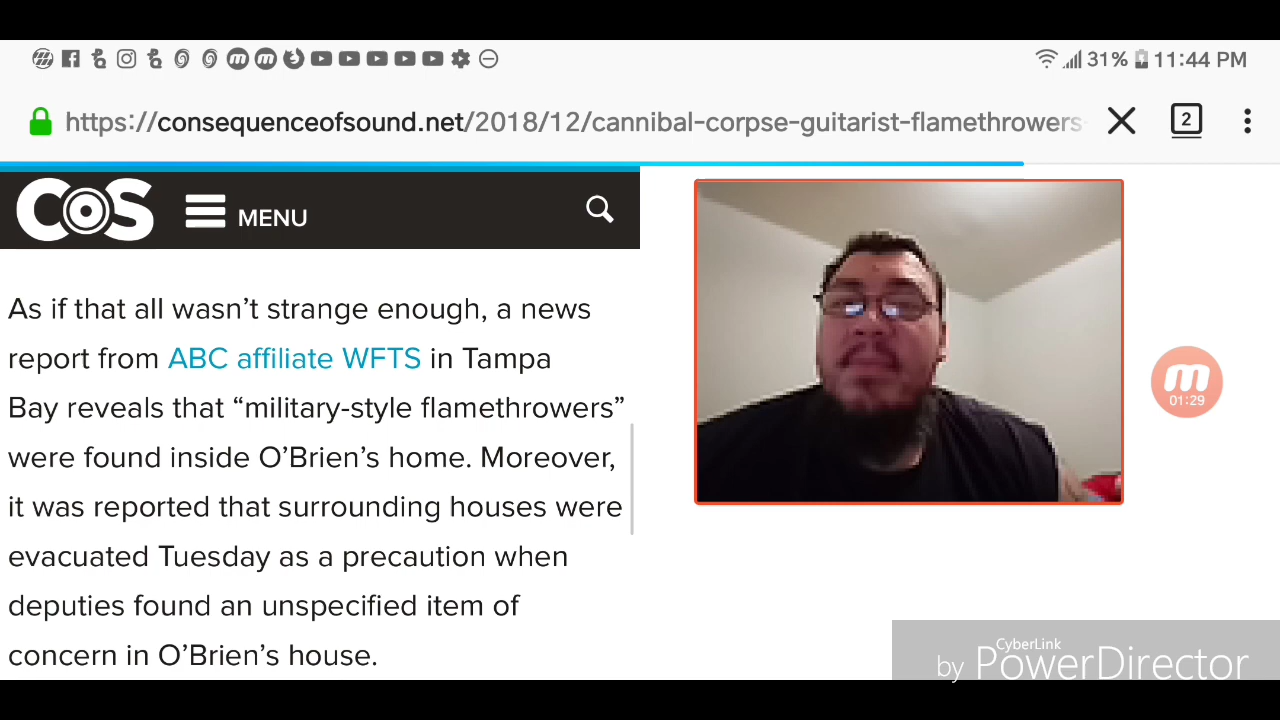 31% 11:44 PM
https://consequenceofsound.net/2018/12/cannibal-corpse-guitarist-flamethrowers-
2
CoS MENU
As if that all wasn’t strange enough, a news
report from ABC affiliate WFTS in Tampa
Bay reveals that “military-style flamethrowers”
were found inside O’Brien’s home. Moreover,
it was reported that surrounding houses were
evacuated Tuesday as a precaution when
deputies found an unspecified item of
concern in O’Brien’s house.
01:29
CyberLink
by PowerDirector